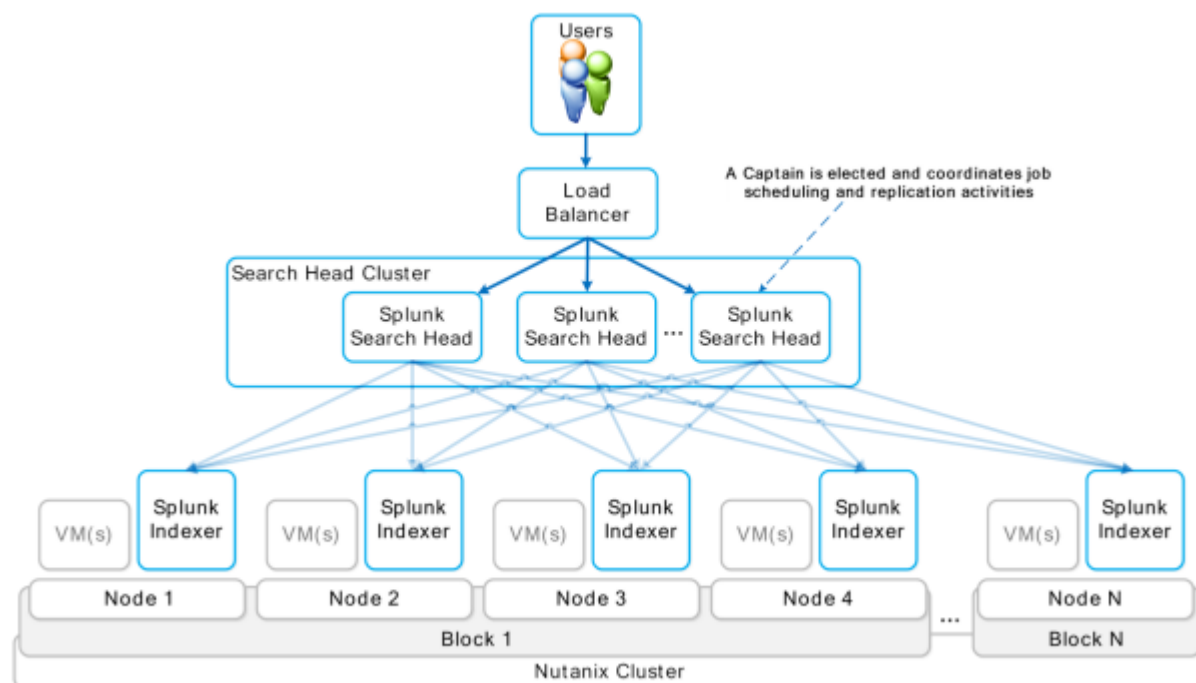 Users
Load
Balancer
A Captain is elected and coordinates job
scheduling and replication activities
Search Head Cluster
Splunk
Search Head
Splunk
Search Head
...
Splunk
Search Head
VM(s)
Splunk
Indexer
VM(s)
Splunk
Indexer
VM(s)
Splunk
Indexer
VM(s)
Splunk
Indexer
VM(s)
Splunk
Indexer
Node 1
Node 2
Node 3
Node 4
...
Node N
Block 1
Block N
Nutanix Cluster